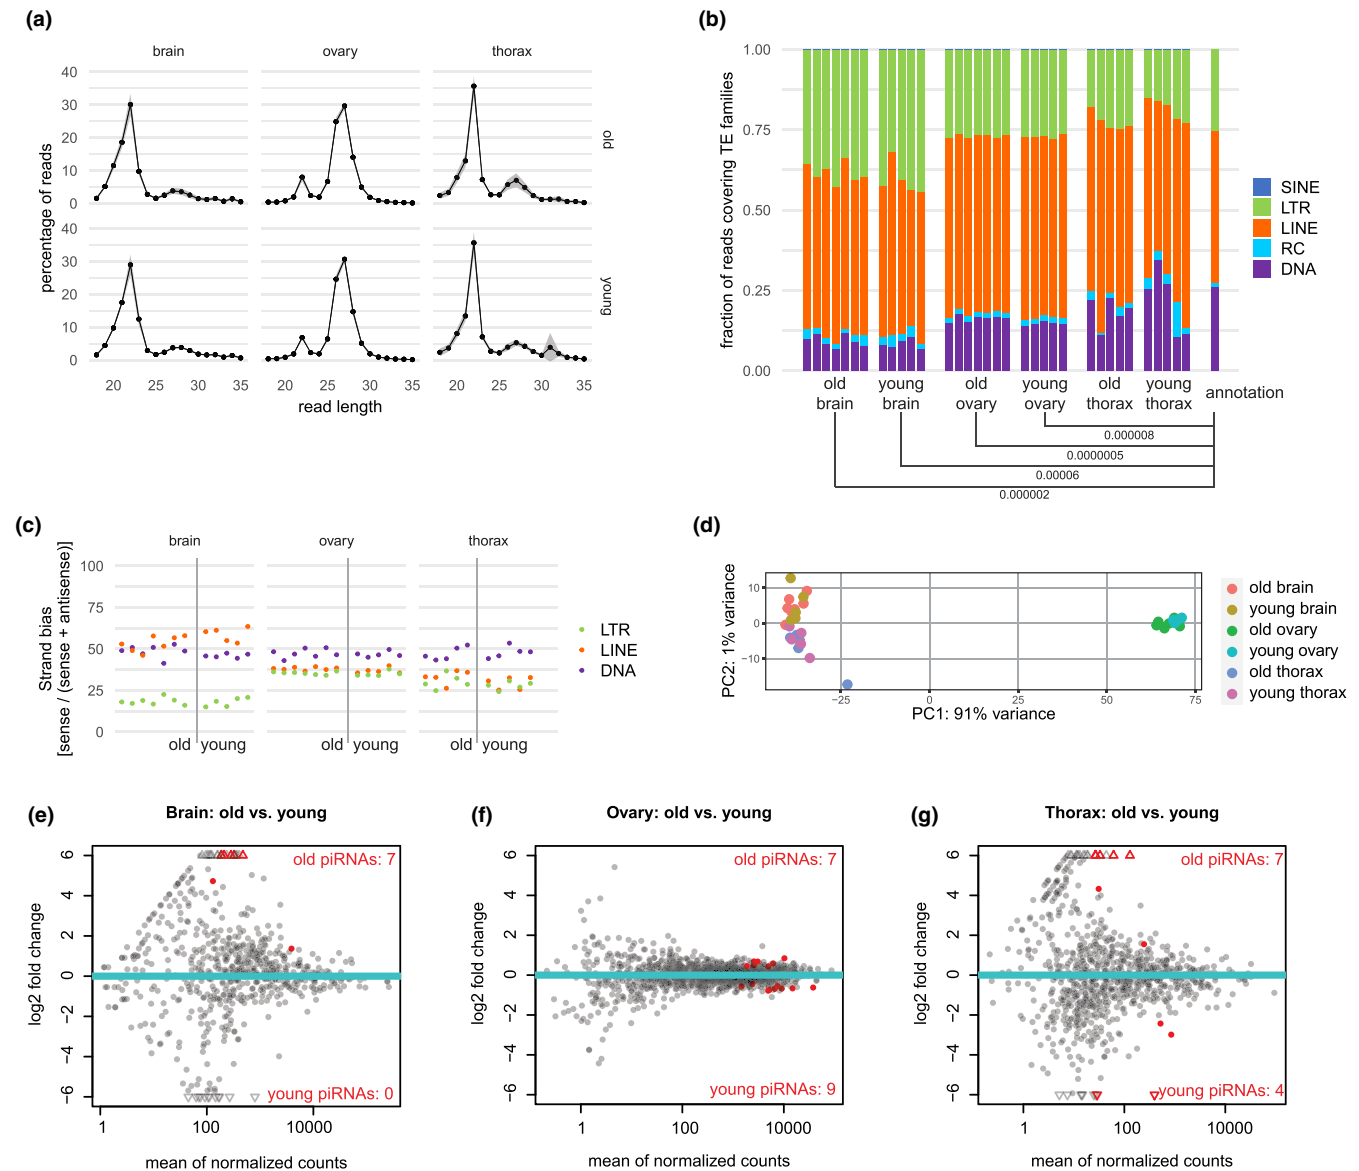 (a)
brain
ovary
thorax
40
30
20
10
0
old
40
30
20
10
0
young
percentage of reads
20 25 30 35
20 25 30 35
20 25 30 35
read length
(b)
1.00
0.75
0.50
0.25
0.00
fraction of reads covering TE families
old brain
young brain
old ovary
young ovary
old thorax
young thorax
annotation
0.000008
0.0000005
0.00006
0.000002
SINE
LTR
LINE
RC
DNA
(c)
brain
ovary
thorax
100
75
50
25
0
Strand bias
[sense / (sense + antisense)]
old young
old young
old young
LTR
LINE
DNA
(d)
10
0
−10
PC2: 1% variance
−25 0 25 50 75
PC1: 91% variance
old brain
young brain
old ovary
young ovary
old thorax
young thorax
(e)
Brain: old vs. young
old piRNAs: 7
6
4
2
0
−2
−4
−6
log2 fold change
young piRNAs: 0
1 100 10000
mean of normalized counts
(f)
Ovary: old vs. young
old piRNAs: 7
6
4
2
0
−2
−4
−6
log2 fold change
young piRNAs: 9
1 100 10000
mean of normalized counts
(g)
Thorax: old vs. young
old piRNAs: 7
6
4
2
0
−2
−4
−6
log2 fold change
young piRNAs: 4
1 100 10000
mean of normalized counts